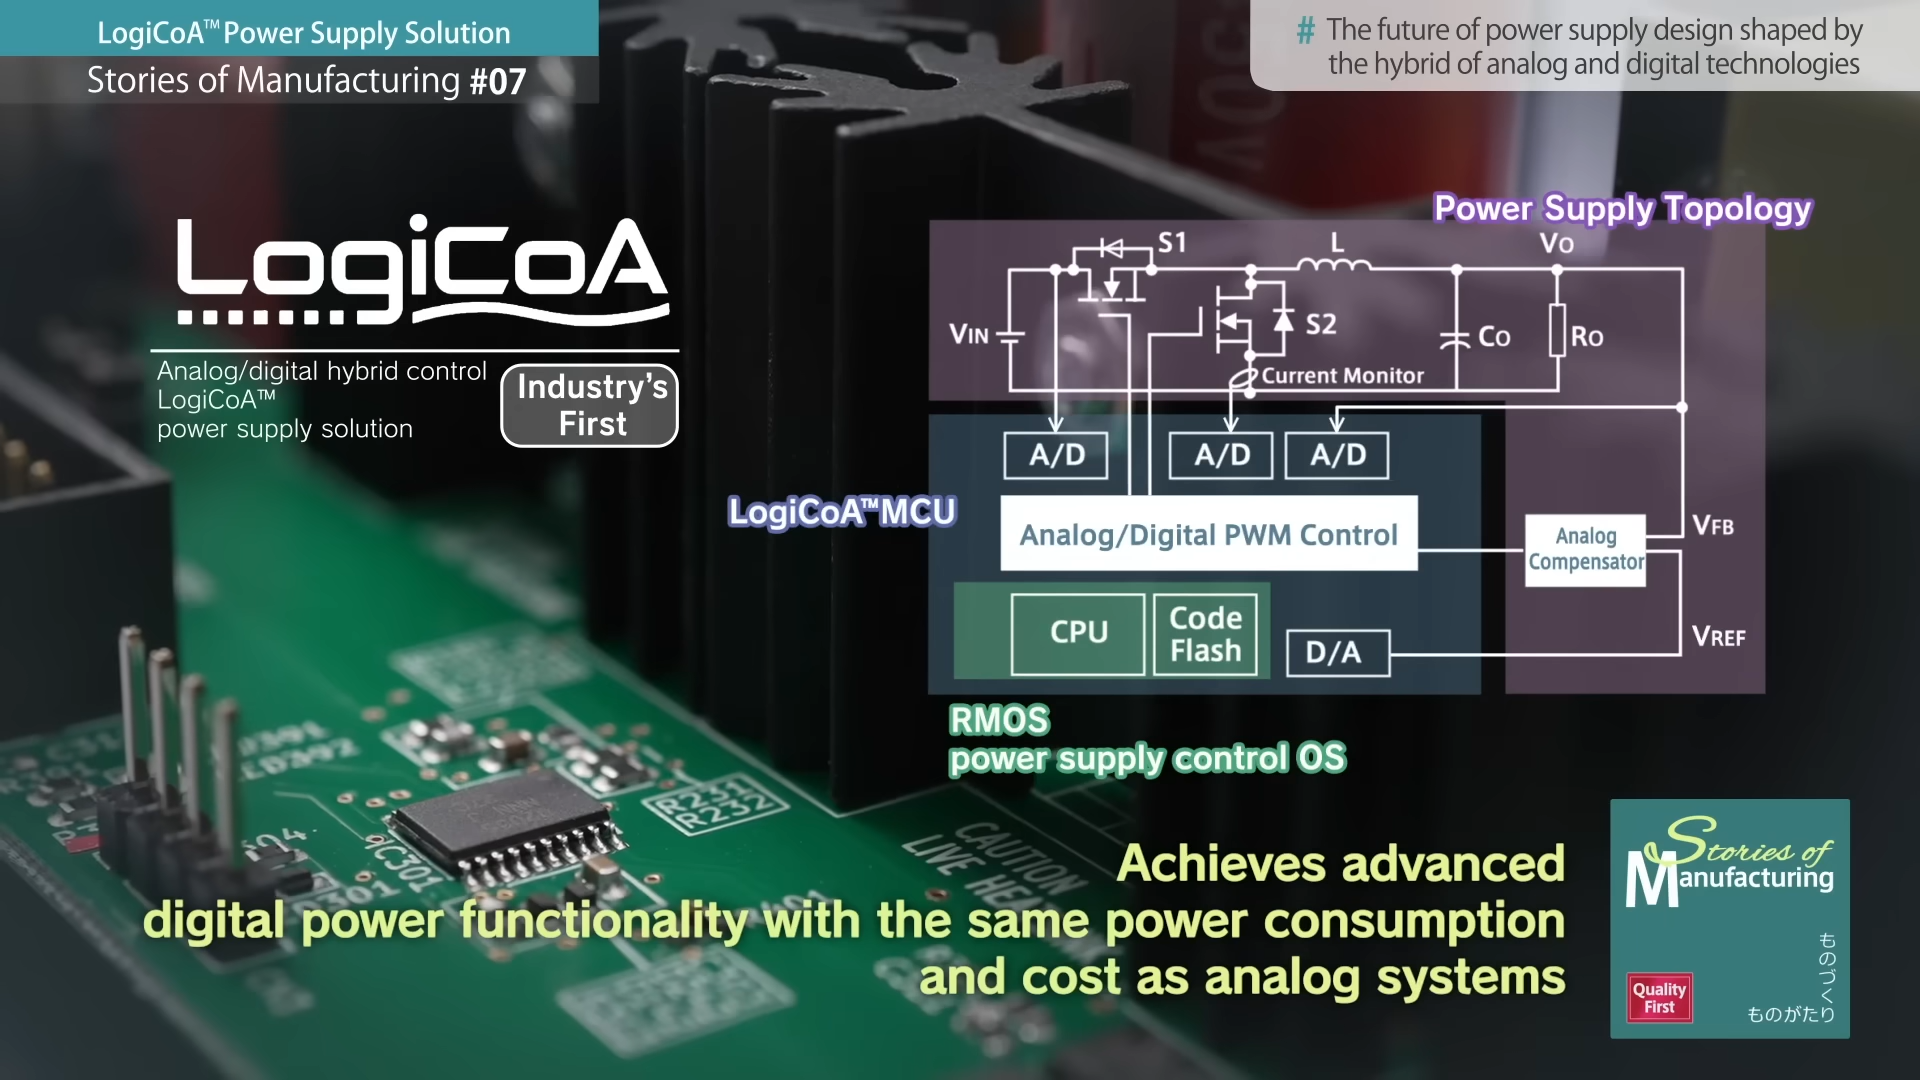 LogiCoA™ Power Supply Solution
Stories of Manufacturing #07
# The future of power supply design shaped by
the hybrid of analog and digital technologies
LogiCoA
Analog/digital hybrid control
LogiCoA™
power supply solution
Industry's
First
Power Supply Topology
S1
L
VO
VIN
S2
CO
RO
Current Monitor
A/D
A/D
A/D
LogiCoA™MCU
Analog/Digital PWM Control
Analog
Compensator
VFB
CPU
Code
Flash
D/A
VREF
RMOS
power supply control OS
R231
R232
IC301
CAUTION
LIVE
Achieves advanced
digital power functionality with the same power consumption
and cost as analog systems
Stories of
Manufacturing
ものづくり
ものがたり
Quality
First